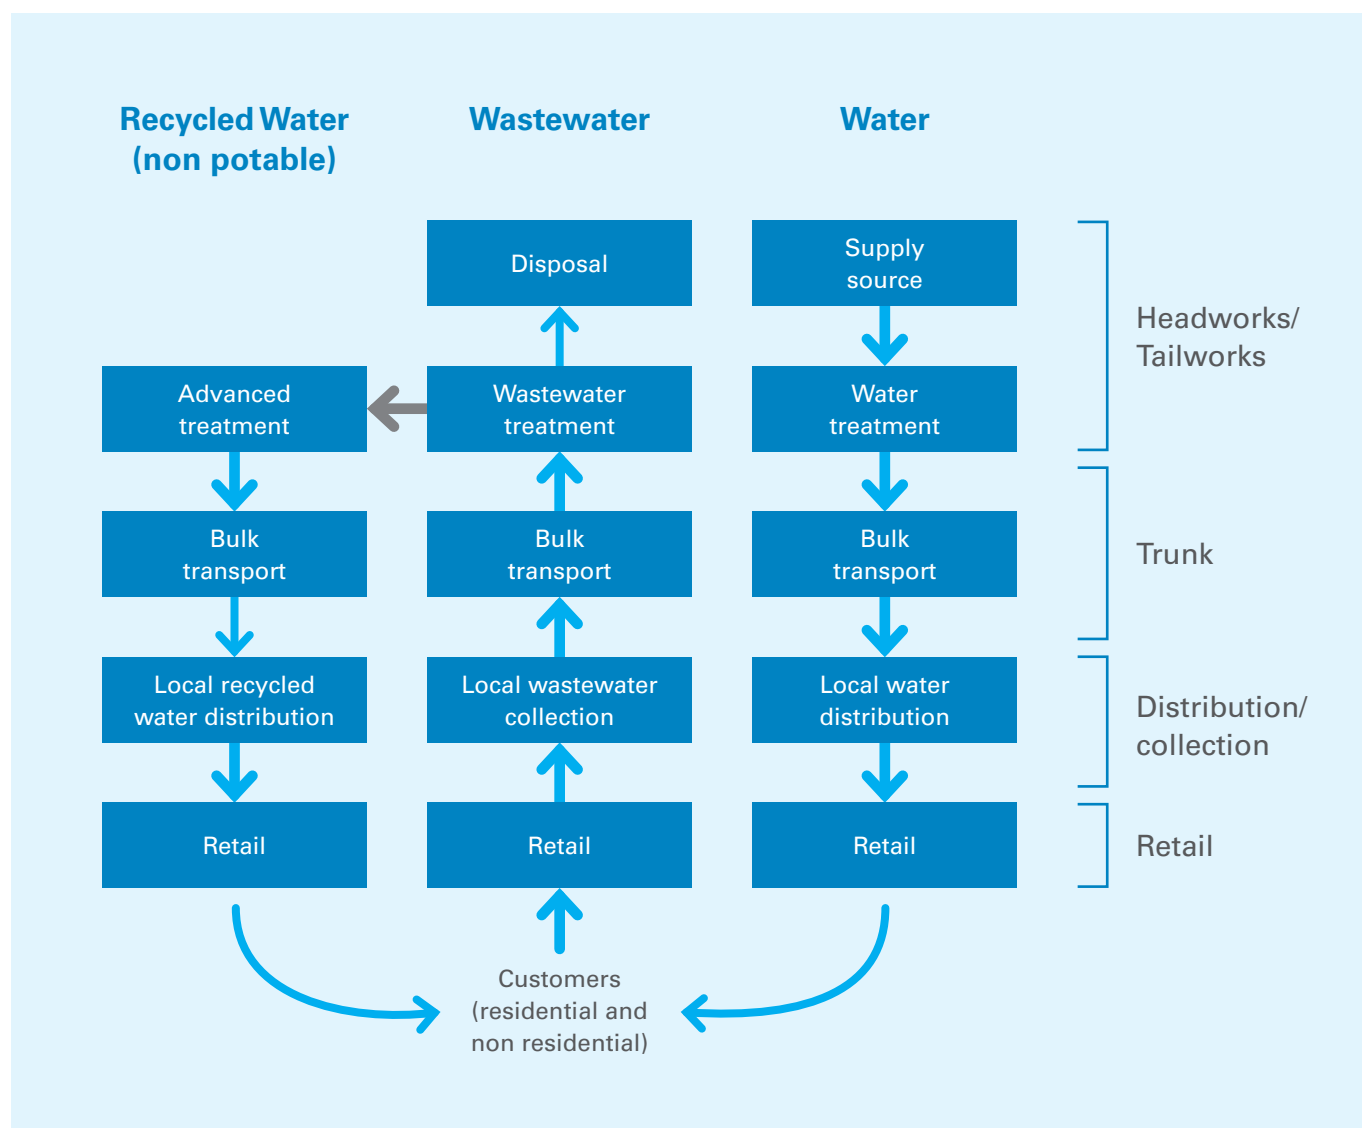 Recycled Water
(non potable)
Wastewater
Water
Disposal
Supply
source
Headworks/
Tailworks
Advanced
treatment
Wastewater
treatment
Water
treatment
Bulk
transport
Bulk
transport
Bulk
transport
Trunk
Local recycled
water distribution
Local wastewater
collection
Local water
distribution
Distribution/
collection
Retail
Retail
Retail
Retail
Customers
(residential and
non residential)